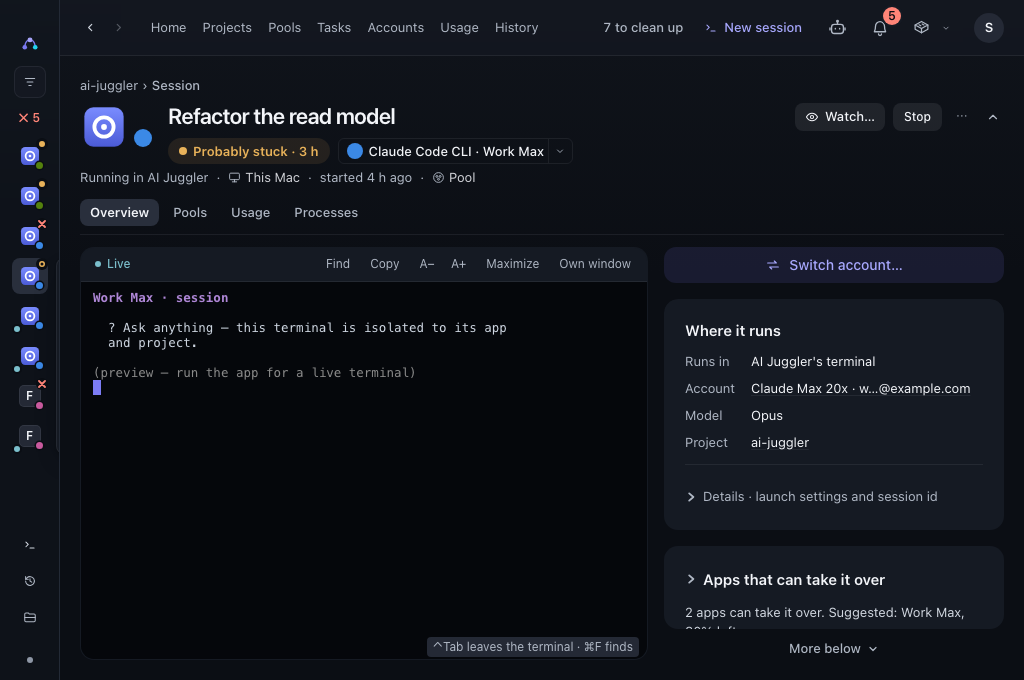 Home Projects Pools Tasks Accounts Usage History 7 to clean up New session 5 S
5
ai-juggler › Session
Refactor the read model
Watch... Stop ...
Probably stuck · 3 h Claude Code CLI · Work Max
Running in AI Juggler · This Mac · started 4 h ago · Pool
Overview Pools Usage Processes
Live Find Copy A− A+ Maximize Own window
Work Max · session
? Ask anything — this terminal is isolated to its app
and project.
(preview — run the app for a live terminal)
^Tab leaves the terminal · ⌘F finds
Switch account...
Where it runs
Runs in AI Juggler's terminal
Account Claude Max 20x · w...@example.com
Model Opus
Project ai-juggler
Details · launch settings and session id
Apps that can take it over
2 apps can take it over. Suggested: Work Max,
More below
F
F